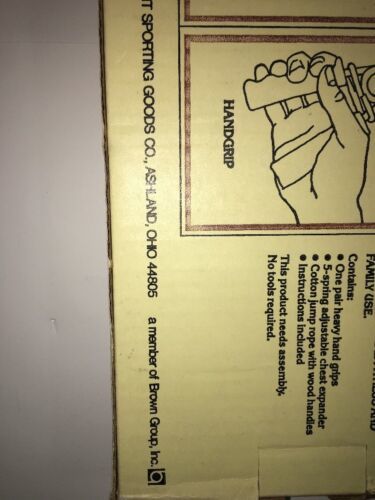 HANDGRIP
FAMILY USE.
Contains:
• One pair heavy hand grips
• 5-spring adjustable chest expander
• Cotton jump rope with wood handles
• Instructions included
This product needs assembly.
No tools required.
T SPORTING GOODS CO., ASHLAND, OHIO 44805 a member of Brown Group, Inc.